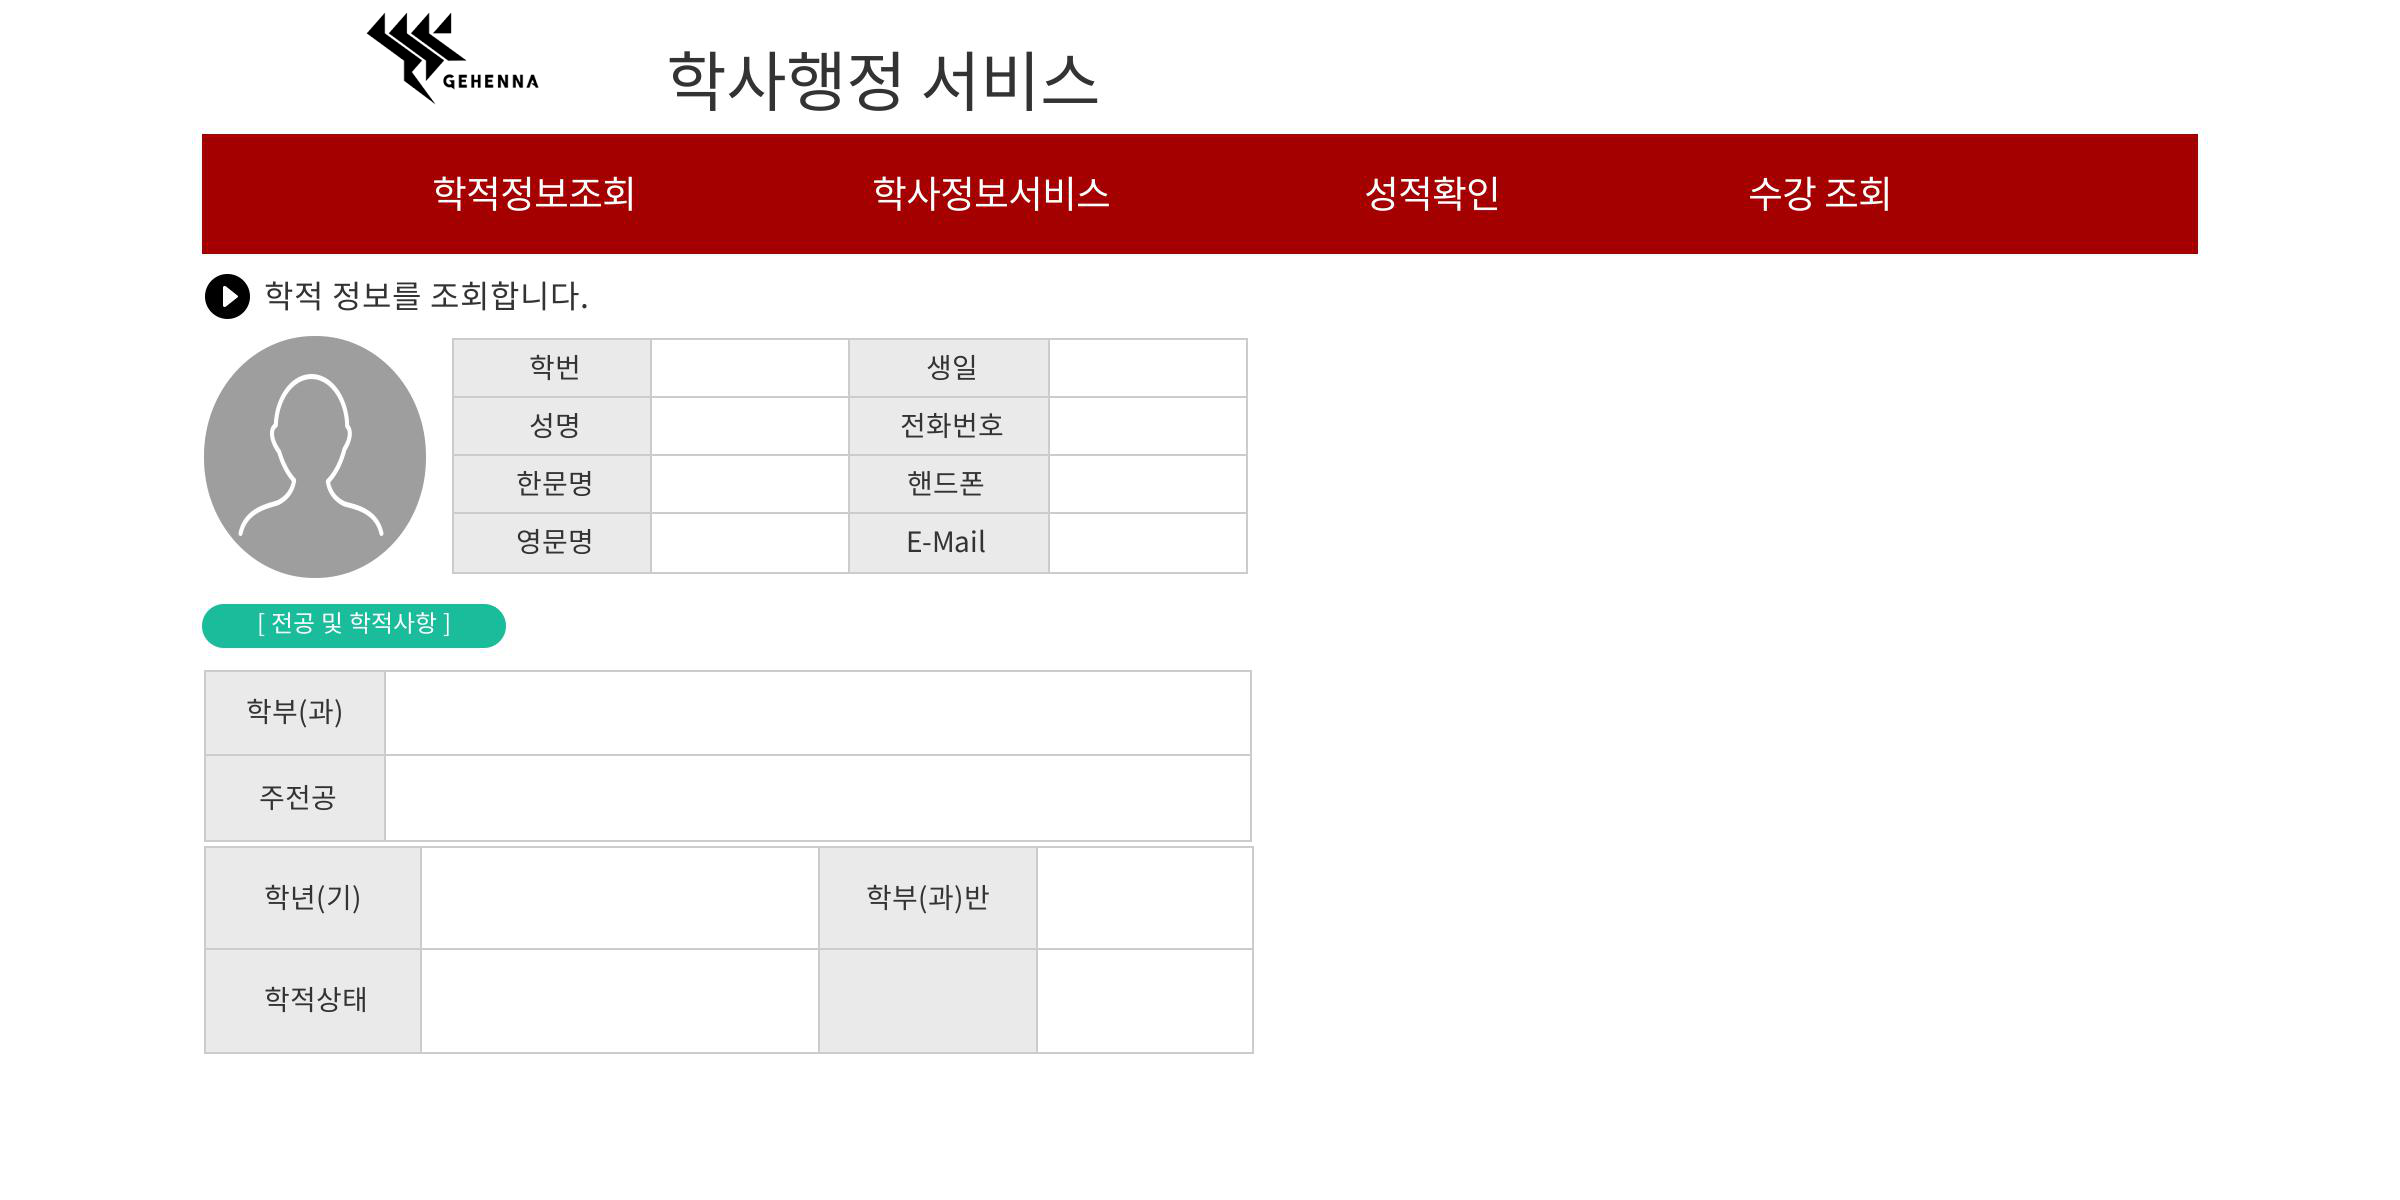 GEHENNA
학사행정 서비스
학적정보조회 학사정보서비스 성적확인 수강 조회
학적 정보를 조회합니다.
학번 생일
성명 전화번호
한문명 핸드폰
영문명 E-Mail
[ 전공 및 학적사항 ]
학부(과)
주전공
학년(기) 학부(과)반
학적상태